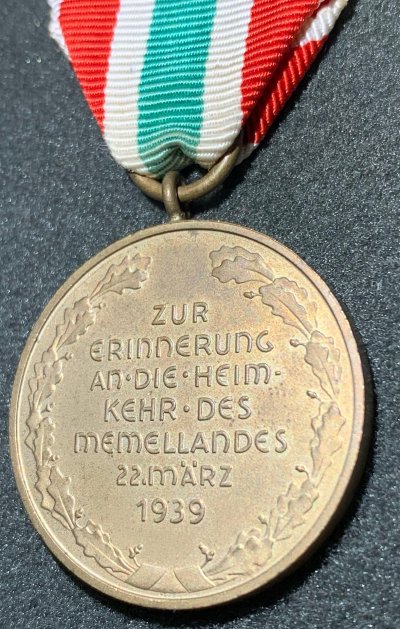 ZUR
ERINNERUNG
AN·DIE·HEIM-
KEHR·DES
MEMELLANDES
22.MÄRZ
1939